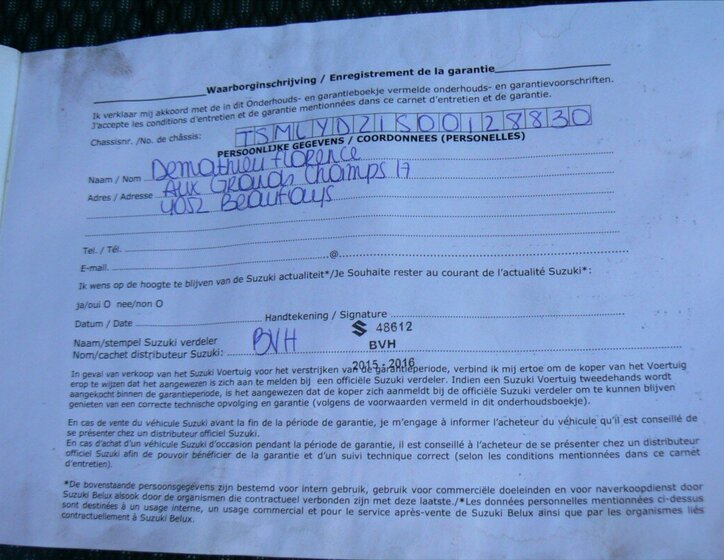 Waarborginschrijving / Enregistrement de la garantie
Ik verklaar mij akkoord met de in dit Onderhouds- en garantieboekje vermelde onderhouds- en garantievoorschriften.
J'accepte les conditions d'entretien et de garantie mentionnées dans ce carnet d'entretien et de garantie.
Chassisnr. /No. de châssis: TSMLYD21S00128830
PERSOONLIJKE GEGEVENS / COORDONNEES (PERSONELLES)
Naam / Nom Demathieu Florence
Adres / Adresse Aux Grands Champs 17
4052 Beaufays
Tel. / Tél.
E-mail. @
Ik wens op de hoogte te blijven van de Suzuki actualiteit*/Je Souhaite rester au courant de l'actualité Suzuki*:
ja/oui O nee/non O
Datum / Date Handtekening / Signature
Naam/stempel Suzuki verdeler S 48612
Nom/cachet distributeur Suzuki: BVH BVH
2015-2016
In geval van verkoop van het Suzuki Voertuig voor het verstrijken van de garantieperiode, verbind ik mij ertoe om de koper van het Voertuig
erop te wijzen dat het aangewezen is zich aan te melden bij een officiële Suzuki verdeler. Indien een Suzuki Voertuig tweedehands wordt
aangekocht binnen de garantieperiode, is het aangewezen dat de koper zich aanmeldt bij de officiële Suzuki verdeler om te kunnen blijven
genieten van een correcte technische opvolging en garantie (volgens de voorwaarden vermeld in dit onderhoudsboekje).
En cas de vente du véhicule Suzuki avant la fin de la période de garantie, je m'engage à informer l'acheteur du véhicule qu'il est conseillé de
se présenter chez un distributeur officiel Suzuki.
En cas d'achat d'un véhicule Suzuki d'occasion pendant la période de garantie, il est conseillé à l'acheteur de se présenter chez un distributeur
officiel Suzuki afin de pouvoir bénéficier de la garantie et d'un suivi technique correct (selon les conditions mentionnées dans ce carnet
d'entretien).
*De bovenstaande persoonsgegevens zijn bestemd voor intern gebruik, gebruik voor commerciële doeleinden en voor naverkoopdienst door
Suzuki Belux alsook door de organismen die contractueel verbonden zijn met deze laatste./*Les données personnelles mentionnées ci-dessus
sont destinées à un usage interne, un usage commercial et pour le service après-vente de Suzuki Belux ainsi que par les organismes liés
contractuellement à Suzuki Belux.